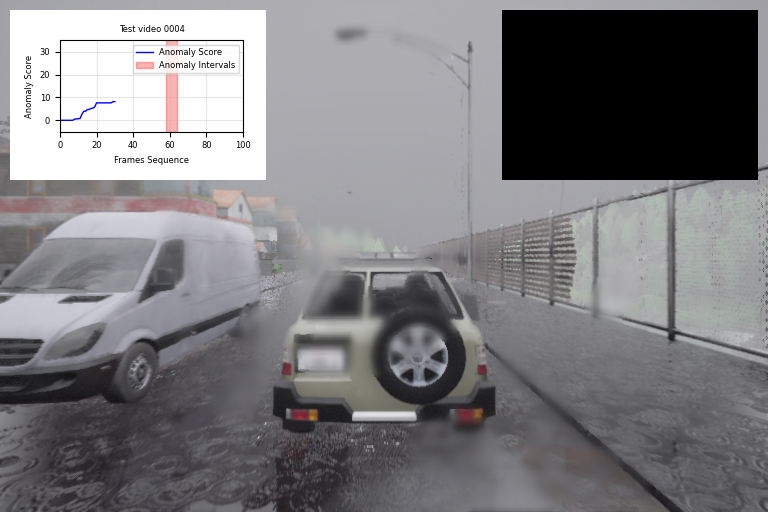 Test video 0004
Anomaly Score
30
20
10
0
Anomaly Score
Anomaly Intervals
0 20 40 60 80 100
Frames Sequence